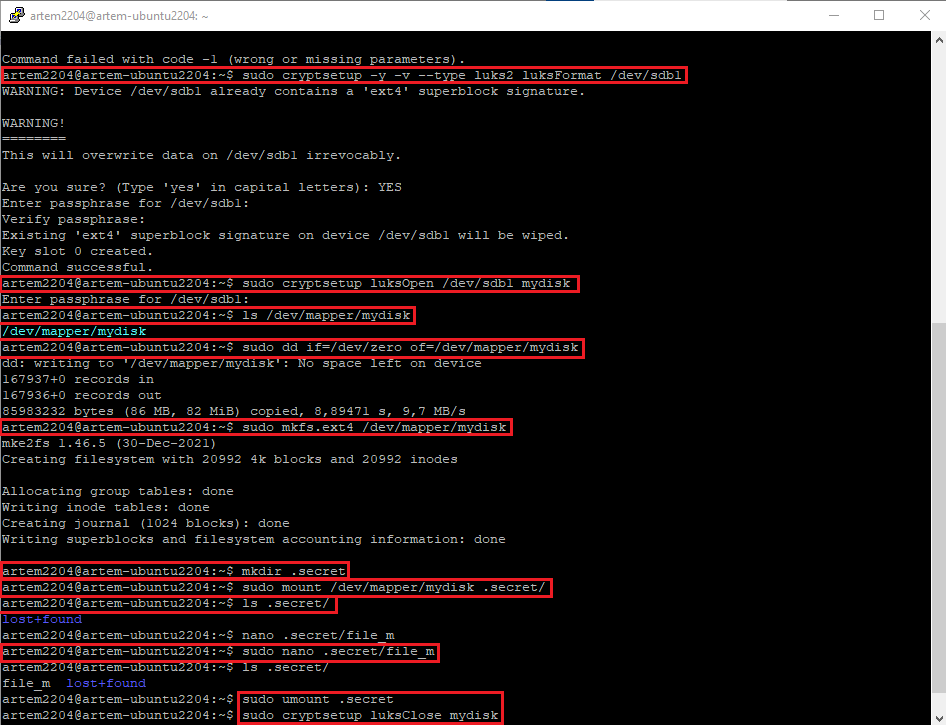 artem2204@artem-ubuntu2204: ~
Command failed with code -1 (wrong or missing parameters).
artem2204@artem-ubuntu2204:~$ sudo cryptsetup -y -v --type luks2 luksFormat /dev/sdb1
WARNING: Device /dev/sdb1 already contains a 'ext4' superblock signature.
WARNING!
========
This will overwrite data on /dev/sdb1 irrevocably.
Are you sure? (Type 'yes' in capital letters): YES
Enter passphrase for /dev/sdb1:
Verify passphrase:
Existing 'ext4' superblock signature on device /dev/sdb1 will be wiped.
Key slot 0 created.
Command successful.
artem2204@artem-ubuntu2204:~$ sudo cryptsetup luksOpen /dev/sdb1 mydisk
Enter passphrase for /dev/sdb1:
artem2204@artem-ubuntu2204:~$ ls /dev/mapper/mydisk
/dev/mapper/mydisk
artem2204@artem-ubuntu2204:~$ sudo dd if=/dev/zero of=/dev/mapper/mydisk
dd: writing to '/dev/mapper/mydisk': No space left on device
167937+0 records in
167936+0 records out
85983232 bytes (86 MB, 82 MiB) copied, 8,89471 s, 9,7 MB/s
artem2204@artem-ubuntu2204:~$ sudo mkfs.ext4 /dev/mapper/mydisk
mke2fs 1.46.5 (30-Dec-2021)
Creating filesystem with 20992 4k blocks and 20992 inodes
Allocating group tables: done
Writing inode tables: done
Creating journal (1024 blocks): done
Writing superblocks and filesystem accounting information: done
artem2204@artem-ubuntu2204:~$ mkdir .secret
artem2204@artem-ubuntu2204:~$ sudo mount /dev/mapper/mydisk .secret/
artem2204@artem-ubuntu2204:~$ ls .secret/
lost+found
artem2204@artem-ubuntu2204:~$ nano .secret/file_m
artem2204@artem-ubuntu2204:~$ sudo nano .secret/file_m
artem2204@artem-ubuntu2204:~$ ls .secret/
file_m  lost+found
artem2204@artem-ubuntu2204:~$ sudo umount .secret
artem2204@artem-ubuntu2204:~$ sudo cryptsetup luksClose mydisk